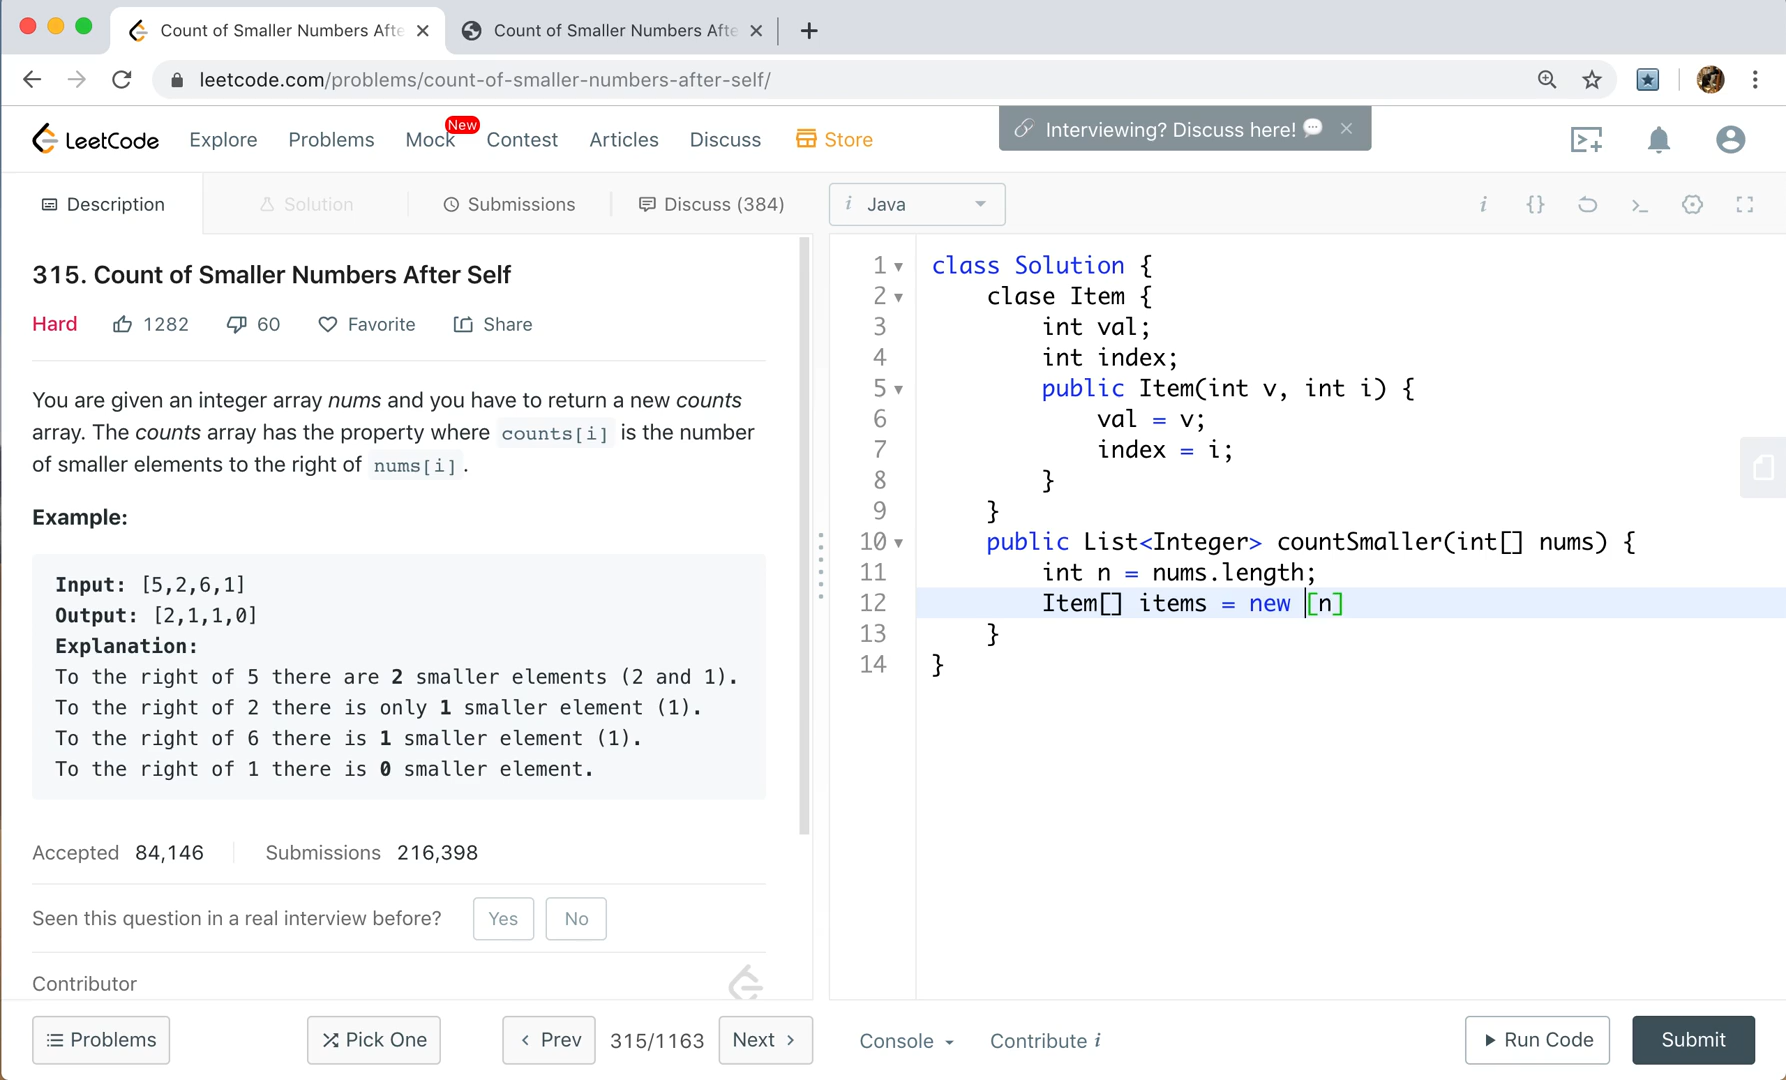 Count of Smaller Numbers Afte
Count of Smaller Numbers Afte
leetcode.com/problems/count-of-smaller-numbers-after-self/
LeetCode
Explore
Problems
Mock
New
Contest
Articles
Discuss
Store
Interviewing? Discuss here!
Description
Solution
Submissions
Discuss (384)
i Java
i
315. Count of Smaller Numbers After Self
Hard
1282
60
Favorite
Share
You are given an integer array nums and you have to return a new counts
array. The counts array has the property where counts[i] is the number
of smaller elements to the right of nums[i].
Example:
Input: [5,2,6,1]
Output: [2,1,1,0]
Explanation:
To the right of 5 there are 2 smaller elements (2 and 1).
To the right of 2 there is only 1 smaller element (1).
To the right of 6 there is 1 smaller element (1).
To the right of 1 there is 0 smaller element.
Accepted 84,146
Submissions 216,398
Seen this question in a real interview before?
Yes
No
Contributor
1 class Solution {
2 clase Item {
3 int val;
4 int index;
5 public Item(int v, int i) {
6 val = v;
7 index = i;
8 }
9 }
10 public List<Integer> countSmaller(int[] nums) {
11 int n = nums.length;
12 Item[] items = new [n]
13 }
14 }
Problems
Pick One
Prev
315/1163
Next
Console
Contribute i
Run Code
Submit